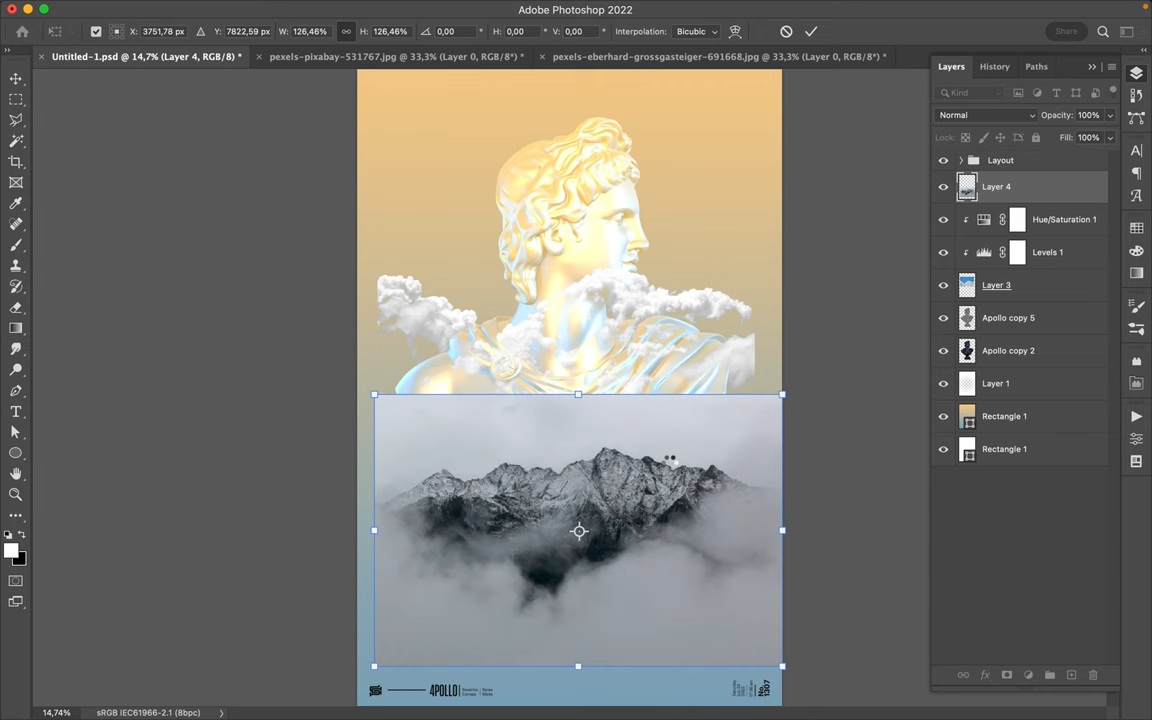 Adobe Photoshop 2022
X: 3751,78 px Y: 7822,59 px W: 126,46% H: 126,46% 0,00 ° H: 0,00 ° V: 0,00 ° Interpolation: Bicubic Share
Untitled-1.psd @ 14,7% (Layer 4, RGB/8) * pexels-pixabay-531767.jpg @ 33,3% (Layer 0, RGB/8*) * pexels-eberhard-grossgasteiger-691668.jpg @ 33,3% (Layer 0, RGB/8*) *
Layers History Paths
Kind
Normal Opacity: 100%
Lock: Fill: 100%
Layout
Layer 4
Hue/Saturation 1
Levels 1
Layer 3
Apollo copy 5
Apollo copy 2
Layer 1
Rectangle 1
Rectangle 1
4POLLO
No.1307
14,74% sRGB IEC61966-2.1 (8bpc)